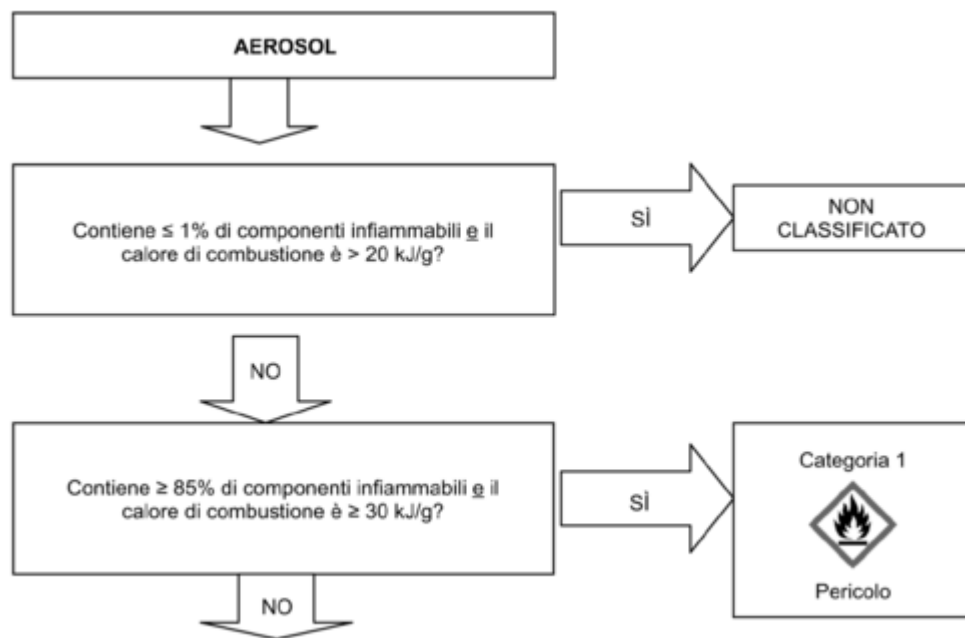 AEROSOL
Contiene ≤ 1% di componenti infiammabili e il
calore di combustione è > 20 kJ/g?
SÌ
NON
CLASSIFICATO
NO
Contiene ≥ 85% di componenti infiammabili e il
calore di combustione è ≥ 30 kJ/g?
SÌ
Categoria 1
Pericolo
NO